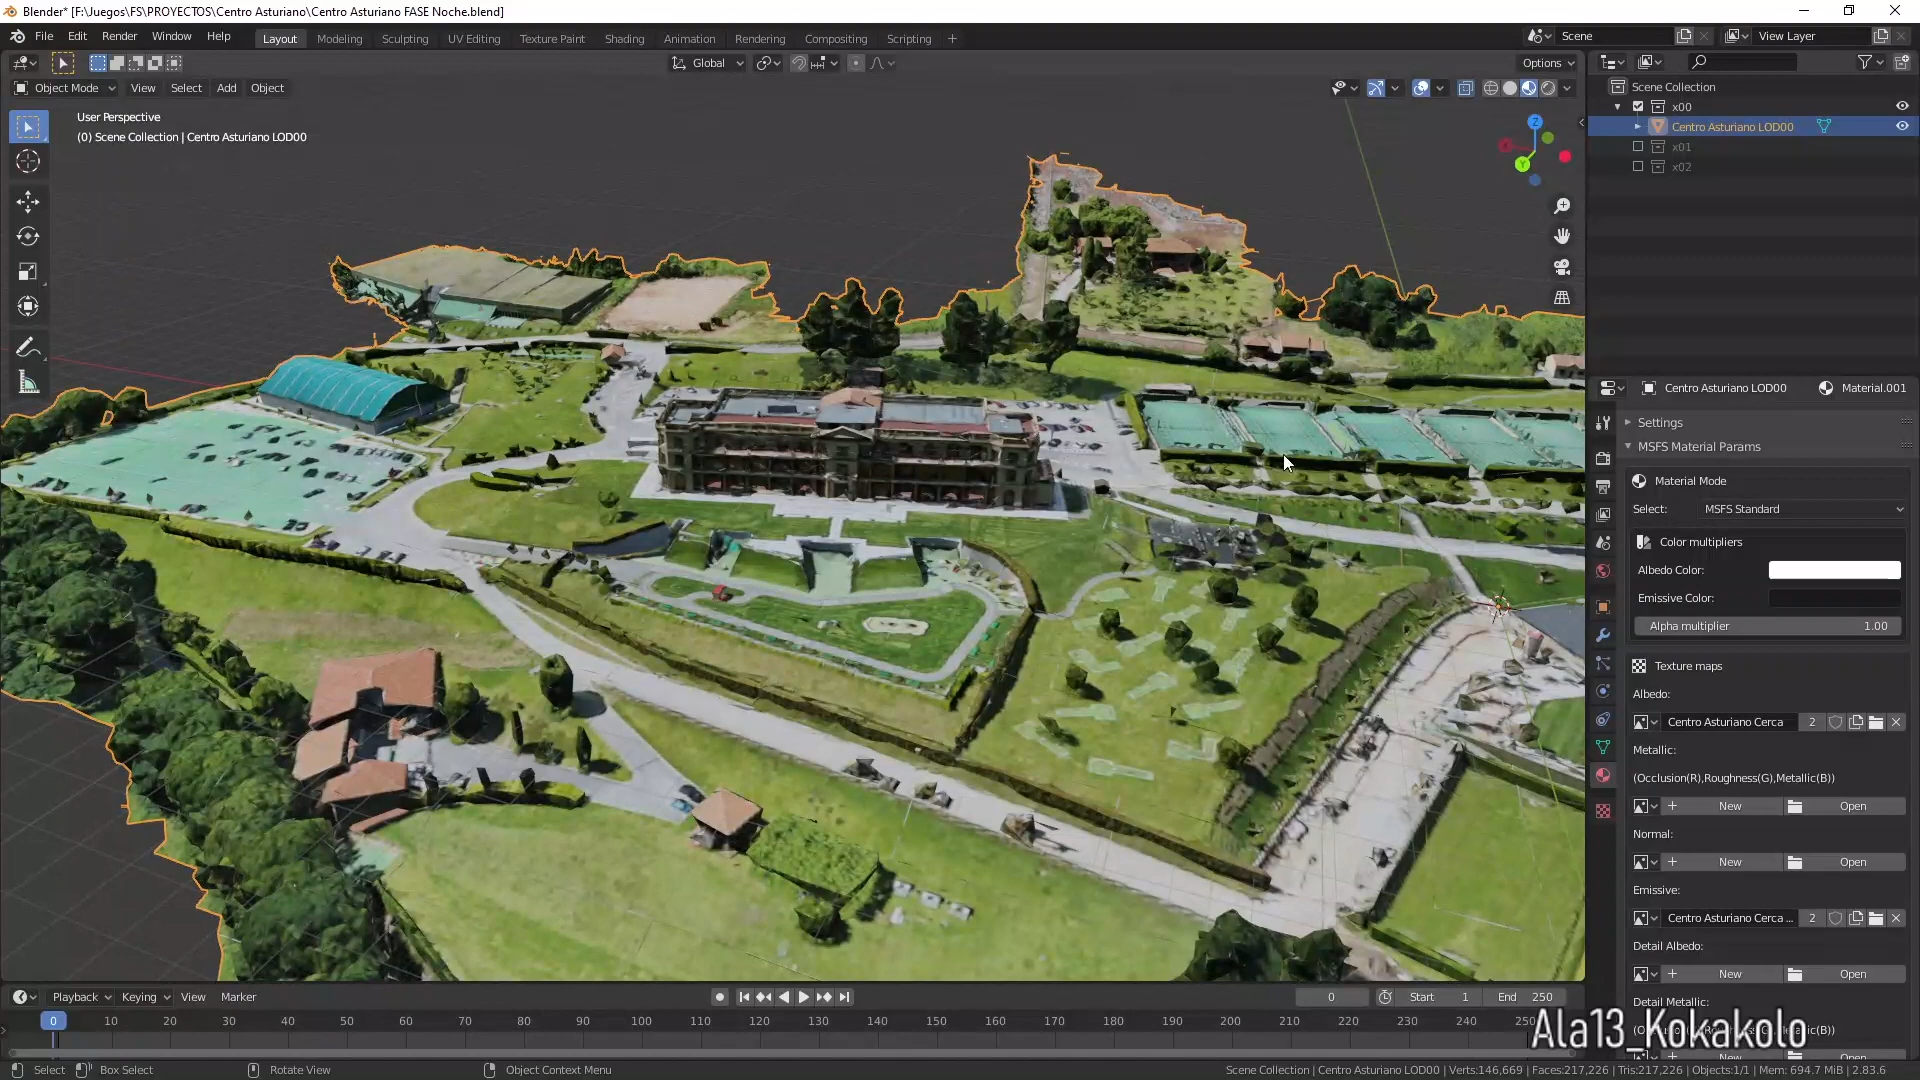 Blender* [F:\Juegos\FS\PROYECTOS\Centro Asturiano\Centro Asturiano FASE Noche.blend]
File Edit Render Window Help Layout Modeling Sculpting UV Editing Texture Paint Shading Animation Rendering Compositing Scripting + Scene View Layer
Global Options
Object Mode View Select Add Object
User Perspective
(0) Scene Collection | Centro Asturiano LOD00
Z
Y
Scene Collection
x00
Centro Asturiano LOD00
x01
x02
Centro Asturiano LOD00 Material.001
Settings
MSFS Material Params
Material Mode
Select: MSFS Standard
Color multipliers
Albedo Color:
Emissive Color:
Alpha multiplier 1.00
Texture maps
Albedo:
Centro Asturiano Cerca 2
Metallic:
(Occlusion(R),Roughness(G),Metallic(B))
+ New Open
Normal:
+ New Open
Emissive:
Centro Asturiano Cerca ... 2
Detail Albedo:
+ New Open
Detail Metallic:
Playback Keying View Marker 0 Start 1 End 250
0 10 20 30 40 50 60 70 80 90 100 110 120 130 140 150 160 170 180 190 200 210 220 230 240 250
Ala13_Kokakolo
Select Box Select Rotate View Object Context Menu
Scene Collection | Centro Asturiano LOD00 | Verts:146,669 | Faces:217,226 | Tris:217,226 | Objects:1/1 | Mem: 694.7 MiB | 2.83.6